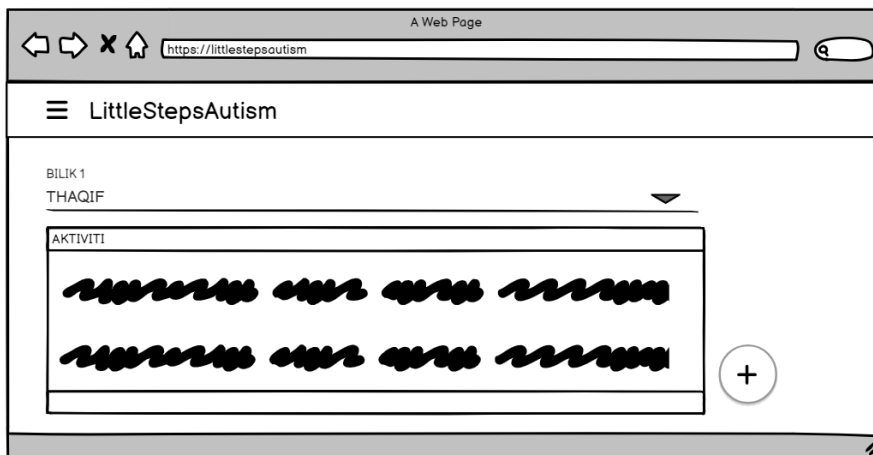 A Web Page
https://littlestepsautism
LittleStepsAutism
BILIK 1
THAQIF
AKTIVITI